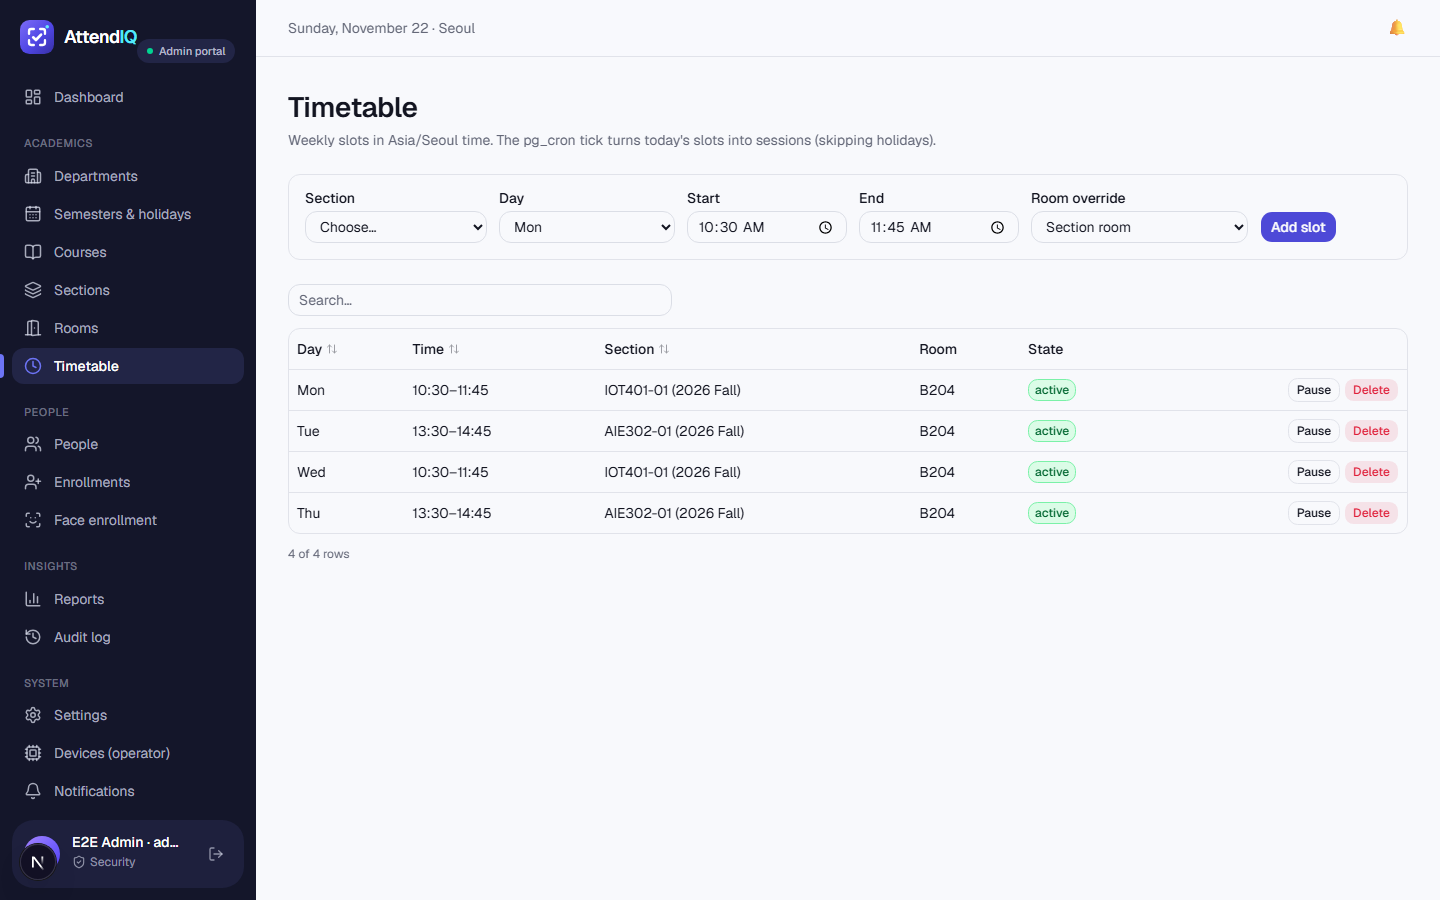 AttendIQ
Admin portal
Dashboard
ACADEMICS
Departments
Semesters & holidays
Courses
Sections
Rooms
Timetable
PEOPLE
People
Enrollments
Face enrollment
INSIGHTS
Reports
Audit log
SYSTEM
Settings
Devices (operator)
Notifications
E2E Admin · ad...
Security
N
Sunday, November 22 · Seoul
Timetable
Weekly slots in Asia/Seoul time. The pg_cron tick turns today's slots into sessions (skipping holidays).
Section Day Start End Room override
Choose... Mon 10:30 AM 11:45 AM Section room Add slot
Search...
Day Time Section Room State
Mon 10:30–11:45 IOT401-01 (2026 Fall) B204 active Pause Delete
Tue 13:30–14:45 AIE302-01 (2026 Fall) B204 active Pause Delete
Wed 10:30–11:45 IOT401-01 (2026 Fall) B204 active Pause Delete
Thu 13:30–14:45 AIE302-01 (2026 Fall) B204 active Pause Delete
4 of 4 rows